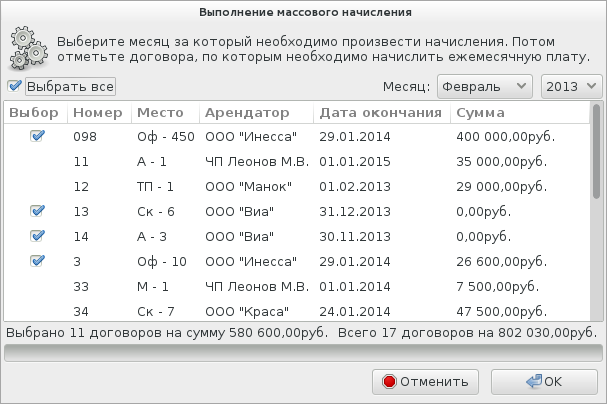 Выполнение массового начисления
Выберите месяц за который необходимо произвести начисления. Потом
отметьте договора, по которым необходимо начислить ежемесячную плату.
Выбрать все Месяц: Февраль 2013
Выбор Номер Место Арендатор Дата окончания Сумма
098 Оф - 450 ООО "Инесса" 29.01.2014 400 000,00руб.
11 А - 1 ЧП Леонов М.В. 01.01.2015 35 000,00руб.
12 ТП - 1 ООО "Манок" 01.02.2013 29 000,00руб.
13 Ск - 6 ООО "Виа" 31.12.2013 0,00руб.
14 А - 3 ООО "Виа" 30.11.2013 0,00руб.
3 Оф - 10 ООО "Инесса" 29.01.2014 26 600,00руб.
33 М - 1 ЧП Леонов М.В. 01.01.2014 7 500,00руб.
34 Ск - 7 ООО "Краса" 24.01.2014 47 500,00руб.
Выбрано 11 договоров на сумму 580 600,00руб. Всего 17 договоров на 802 030,00руб.
Отменить OK